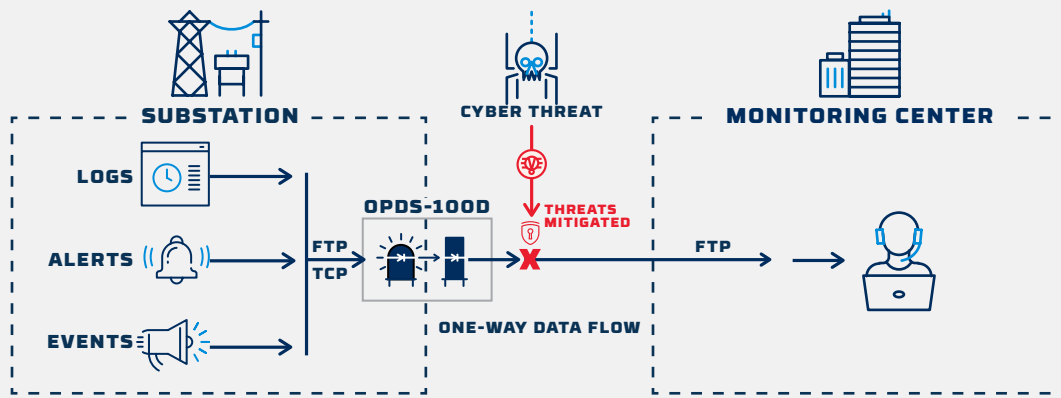 SUBSTATION
CYBER THREAT
MONITORING CENTER
LOGS
OPDS-100D
THREATS
MITIGATED
ALERTS
FTP
TCP
FTP
ONE-WAY DATA FLOW
EVENTS